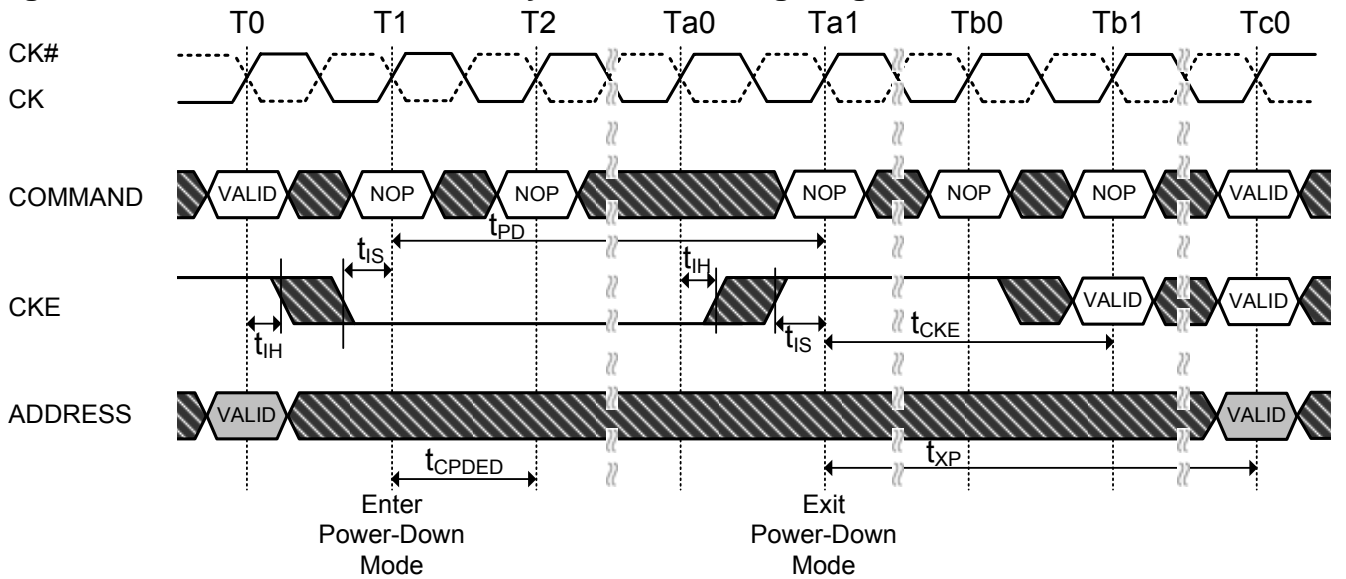 T0 T1 T2 Ta0 Ta1 Tb0 Tb1 Tc0
CK#
CK
COMMAND VALID NOP NOP NOP NOP NOP VALID
tPD
tIS tIH
CKE VALID VALID
tIH tIS tCKE
ADDRESS VALID VALID
tCPDED tXP
Enter Exit
Power-Down Power-Down
Mode Mode